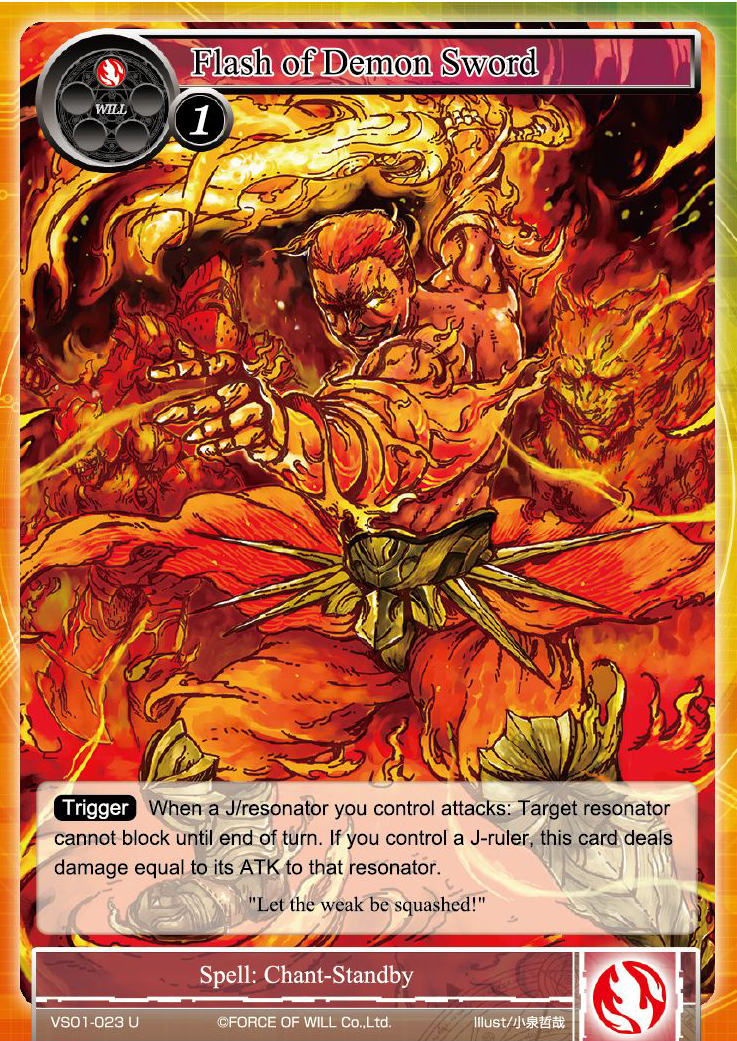 Flash of Demon Sword
WILL
1
Trigger When a J/resonator you control attacks: Target resonator
cannot block until end of turn. If you control a J-ruler, this card deals
damage equal to its ATK to that resonator.
"Let the weak be squashed!"
Spell: Chant-Standby
VS01-023 U ©FORCE OF WILL Co.,Ltd. Illust/小泉哲哉